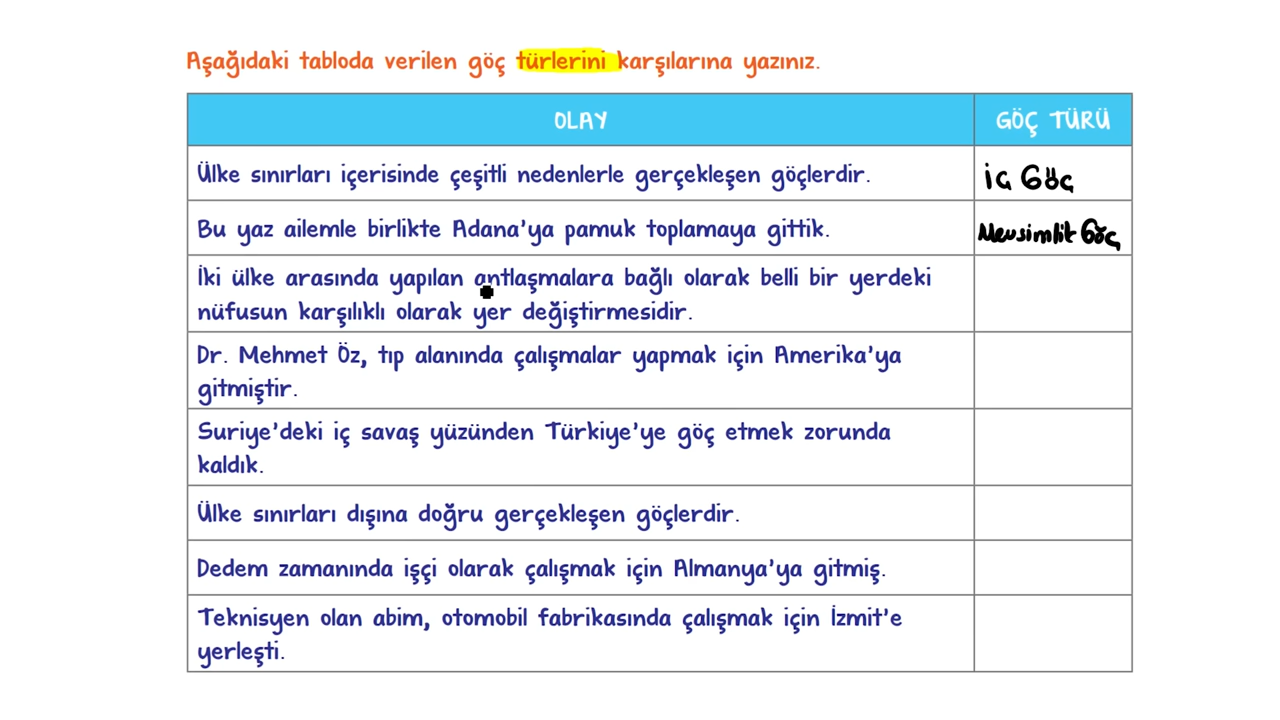 Aşağıdaki tabloda verilen göç türlerini karşılarına yazınız.
OLAY
GÖÇ TÜRÜ
Ülke sınırları içerisinde çeşitli nedenlerle gerçekleşen göçlerdir.
İç Göç
Bu yaz ailemle birlikte Adana'ya pamuk toplamaya gittik.
Mevsimlik Göç
İki ülke arasında yapılan antlaşmalara bağlı olarak belli bir yerdeki
nüfusun karşılıklı olarak yer değiştirmesidir.
Dr. Mehmet Öz, tıp alanında çalışmalar yapmak için Amerika'ya
gitmiştir.
Suriye'deki iç savaş yüzünden Türkiye'ye göç etmek zorunda
kaldık.
Ülke sınırları dışına doğru gerçekleşen göçlerdir.
Dedem zamanında işçi olarak çalışmak için Almanya'ya gitmiş.
Teknisyen olan abim, otomobil fabrikasında çalışmak için İzmit'e
yerleşti.